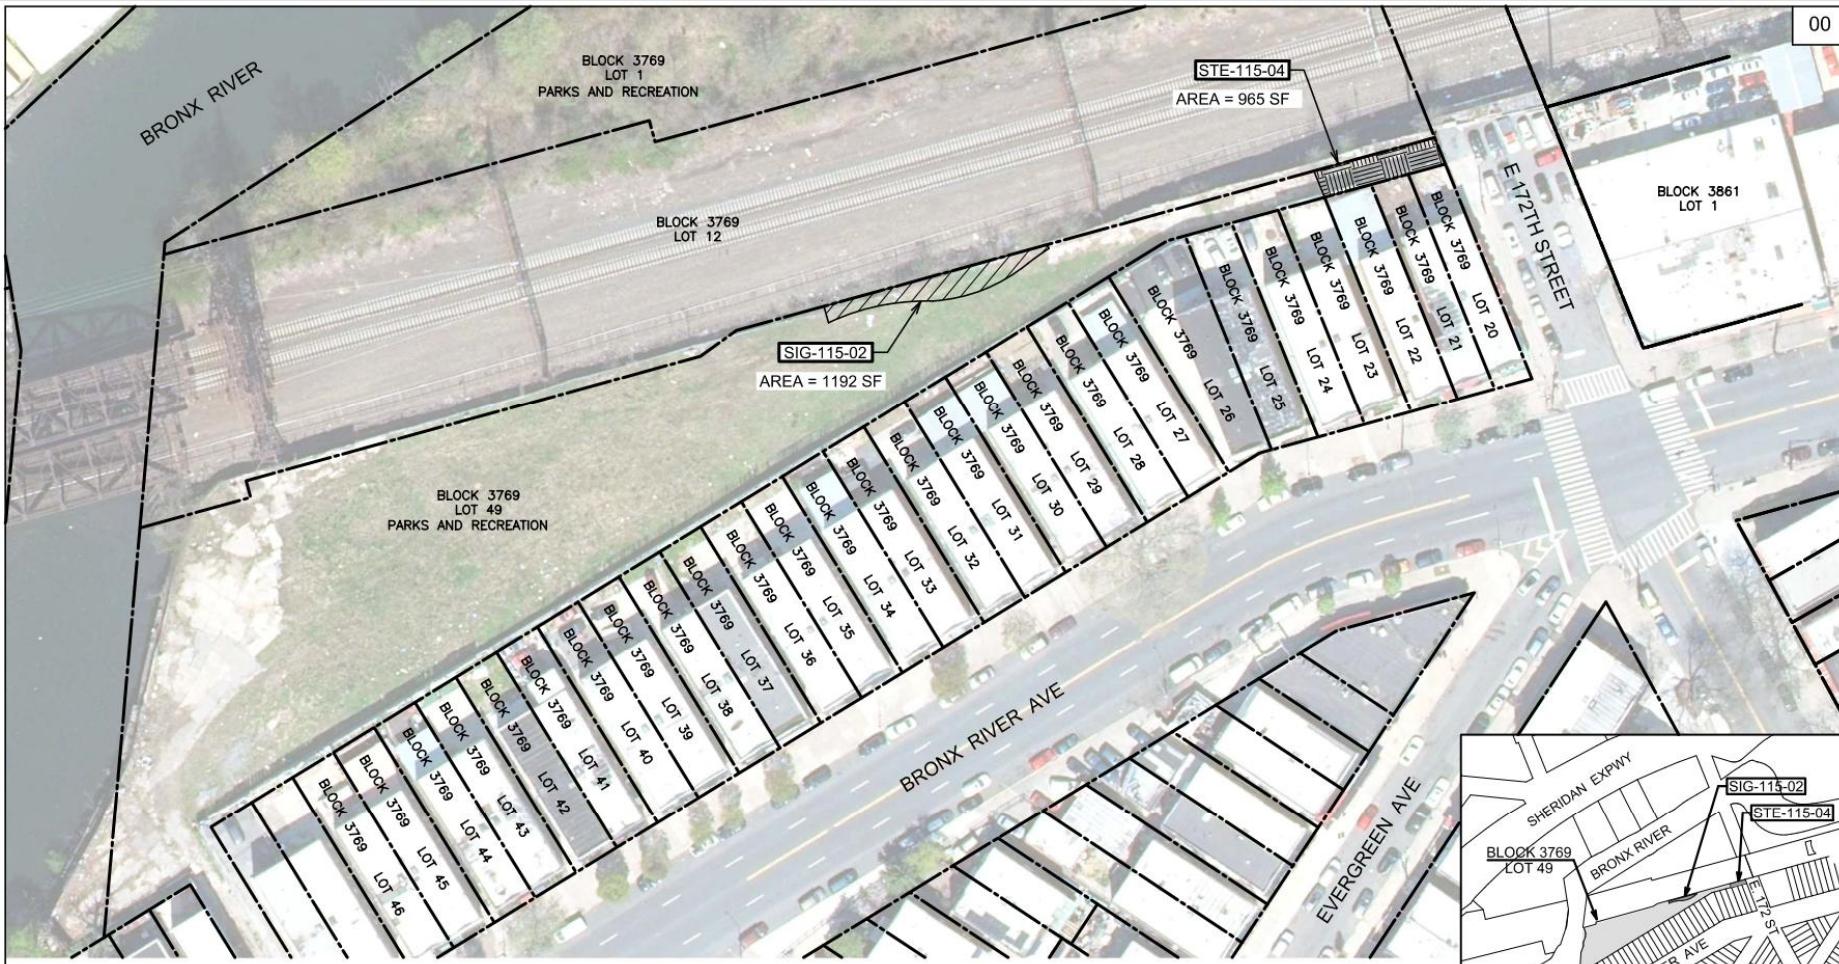 00
BRONX RIVER
BLOCK 3769
LOT 1
PARKS AND RECREATION
STE-115-04
AREA = 965 SF
BLOCK 3769
LOT 12
E 172TH STREET
BLOCK 3861
LOT 1
SIG-115-02
AREA = 1192 SF
BLOCK 3769
LOT 49
PARKS AND RECREATION
BLOCK 3769 LOT 20
BLOCK 3769 LOT 21
BLOCK 3769 LOT 22
BLOCK 3769 LOT 23
BLOCK 3769 LOT 24
BLOCK 3769 LOT 25
BLOCK 3769 LOT 26
BLOCK 3769 LOT 27
BLOCK 3769 LOT 28
BLOCK 3769 LOT 29
BLOCK 3769 LOT 30
BLOCK 3769 LOT 31
BLOCK 3769 LOT 32
BLOCK 3769 LOT 33
BLOCK 3769 LOT 34
BLOCK 3769 LOT 35
BLOCK 3769 LOT 36
BLOCK 3769 LOT 37
BLOCK 3769 LOT 38
BLOCK 3769 LOT 39
BLOCK 3769 LOT 40
BLOCK 3769 LOT 41
BLOCK 3769 LOT 42
BLOCK 3769 LOT 43
BLOCK 3769 LOT 44
BLOCK 3769 LOT 45
BLOCK 3769 LOT 46
BRONX RIVER AVE
EVERGREEN AVE
SHERIDAN EXPWY
SIG-115-02
STE-115-04
BRONX RIVER
BLOCK 3769
LOT 49
E. 172 ST
ER AVE